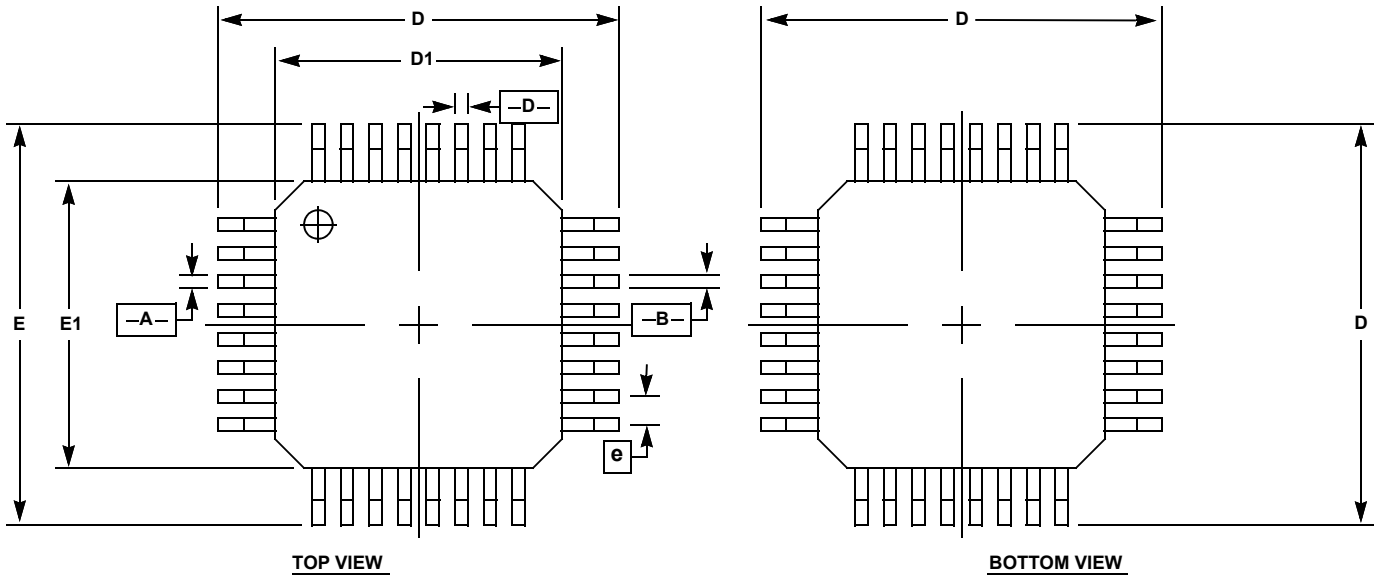 D
D
D1
–D–
E
E1
–A–
–B–
D
e
TOP VIEW
BOTTOM VIEW